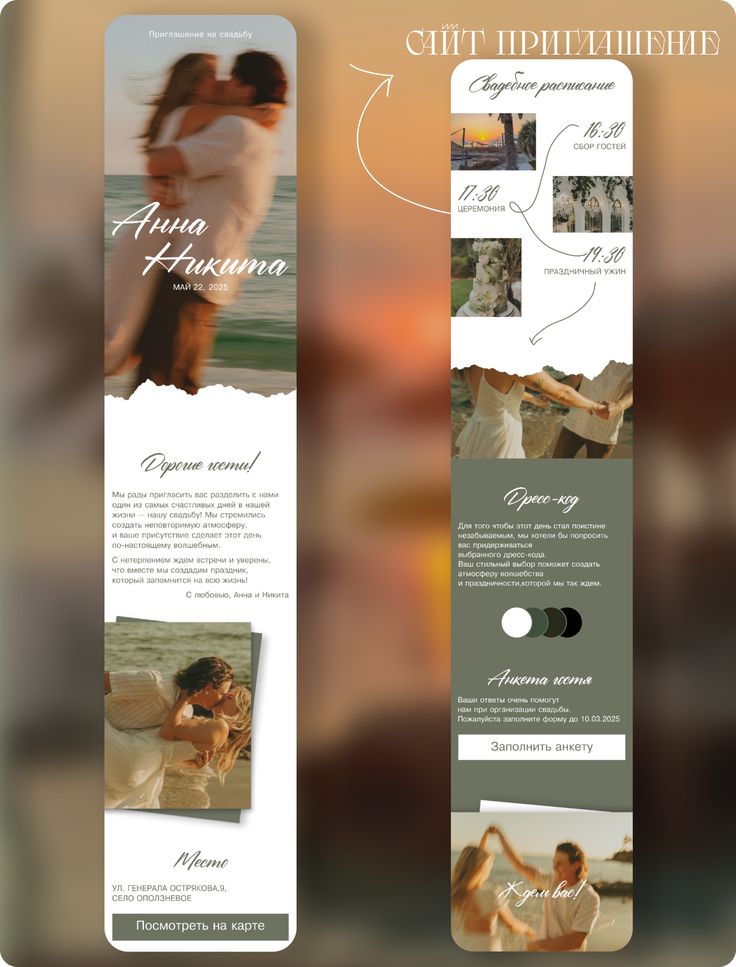 САЙТ ПРИГЛАШЕНИЕ
Приглашение на свадьбу
Анна
Никита
МАЙ 22, 2025
Дорогие гости!
Мы рады пригласить вас разделить с нами
один из самых счастливых дней в нашей
жизни — нашу свадьбу! Мы стремились
создать неповторимую атмосферу,
и ваше присутствие сделает этот день
по-настоящему волшебным.
С нетерпением ждем встречи и уверены,
что вместе мы создадим праздник,
который запомнится на всю жизнь!
С любовью, Анна и Никита
Место
УЛ. ГЕНЕРАЛА ОСТРЯКОВА,9,
СЕЛО ОПОЛЗНЕВОЕ
Посмотреть на карте
Свадебное расписание
16:30
СБОР ГОСТЕЙ
17:30
ЦЕРЕМОНИЯ
19:30
ПРАЗДНИЧНЫЙ УЖИН
Дресс-код
Для того чтобы этот день стал поистине
незабываемым, мы хотели бы попросить
вас придерживаться
выбранного дресс-кода.
Ваш стильный выбор поможет создать
атмосферу волшебства
и праздничности,которой мы так ждем.
Анкета гостя
Ваши ответы очень помогут
нам при организации свадьбы.
Пожалуйста заполните форму до 10.03.2025
Заполнить анкету
Ждем вас!